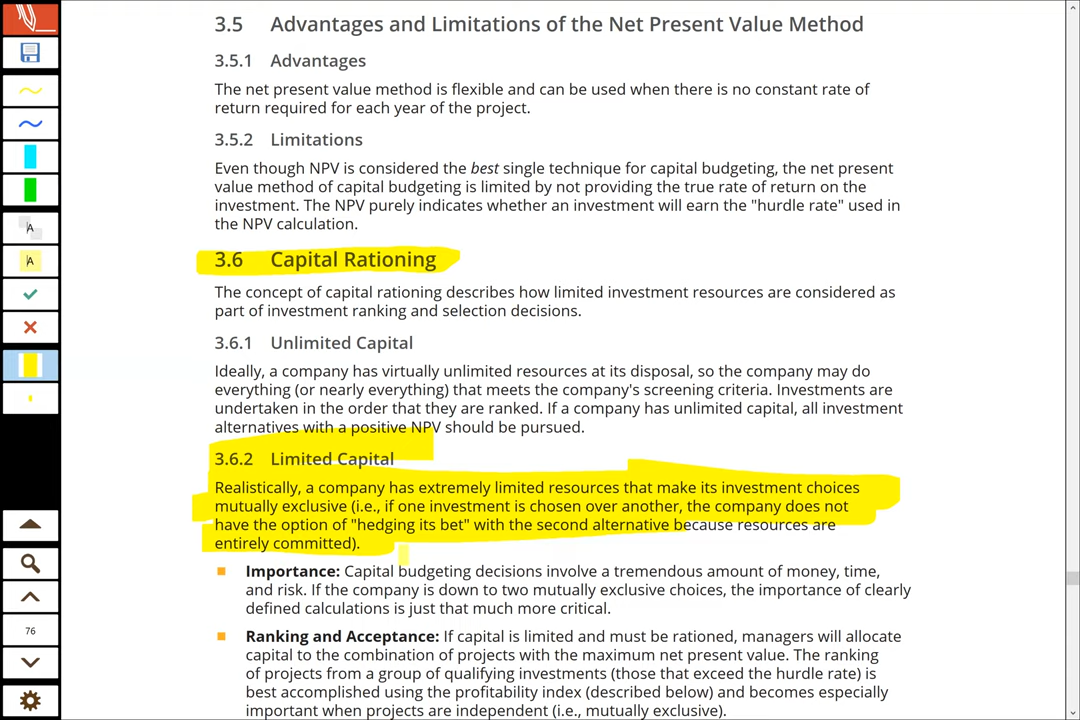 3.5 Advantages and Limitations of the Net Present Value Method
3.5.1 Advantages
The net present value method is flexible and can be used when there is no constant rate of
return required for each year of the project.
3.5.2 Limitations
Even though NPV is considered the best single technique for capital budgeting, the net present
value method of capital budgeting is limited by not providing the true rate of return on the
investment. The NPV purely indicates whether an investment will earn the "hurdle rate" used in
the NPV calculation.
3.6 Capital Rationing
The concept of capital rationing describes how limited investment resources are considered as
part of investment ranking and selection decisions.
3.6.1 Unlimited Capital
Ideally, a company has virtually unlimited resources at its disposal, so the company may do
everything (or nearly everything) that meets the company's screening criteria. Investments are
undertaken in the order that they are ranked. If a company has unlimited capital, all investment
alternatives with a positive NPV should be pursued.
3.6.2 Limited Capital
Realistically, a company has extremely limited resources that make its investment choices
mutually exclusive (i.e., if one investment is chosen over another, the company does not
have the option of "hedging its bet" with the second alternative because resources are
entirely committed).
Importance: Capital budgeting decisions involve a tremendous amount of money, time,
and risk. If the company is down to two mutually exclusive choices, the importance of clearly
defined calculations is just that much more critical.
Ranking and Acceptance: If capital is limited and must be rationed, managers will allocate
capital to the combination of projects with the maximum net present value. The ranking
of projects from a group of qualifying investments (those that exceed the hurdle rate) is
best accomplished using the profitability index (described below) and becomes especially
important when projects are independent (i.e., mutually exclusive).
A
A
76